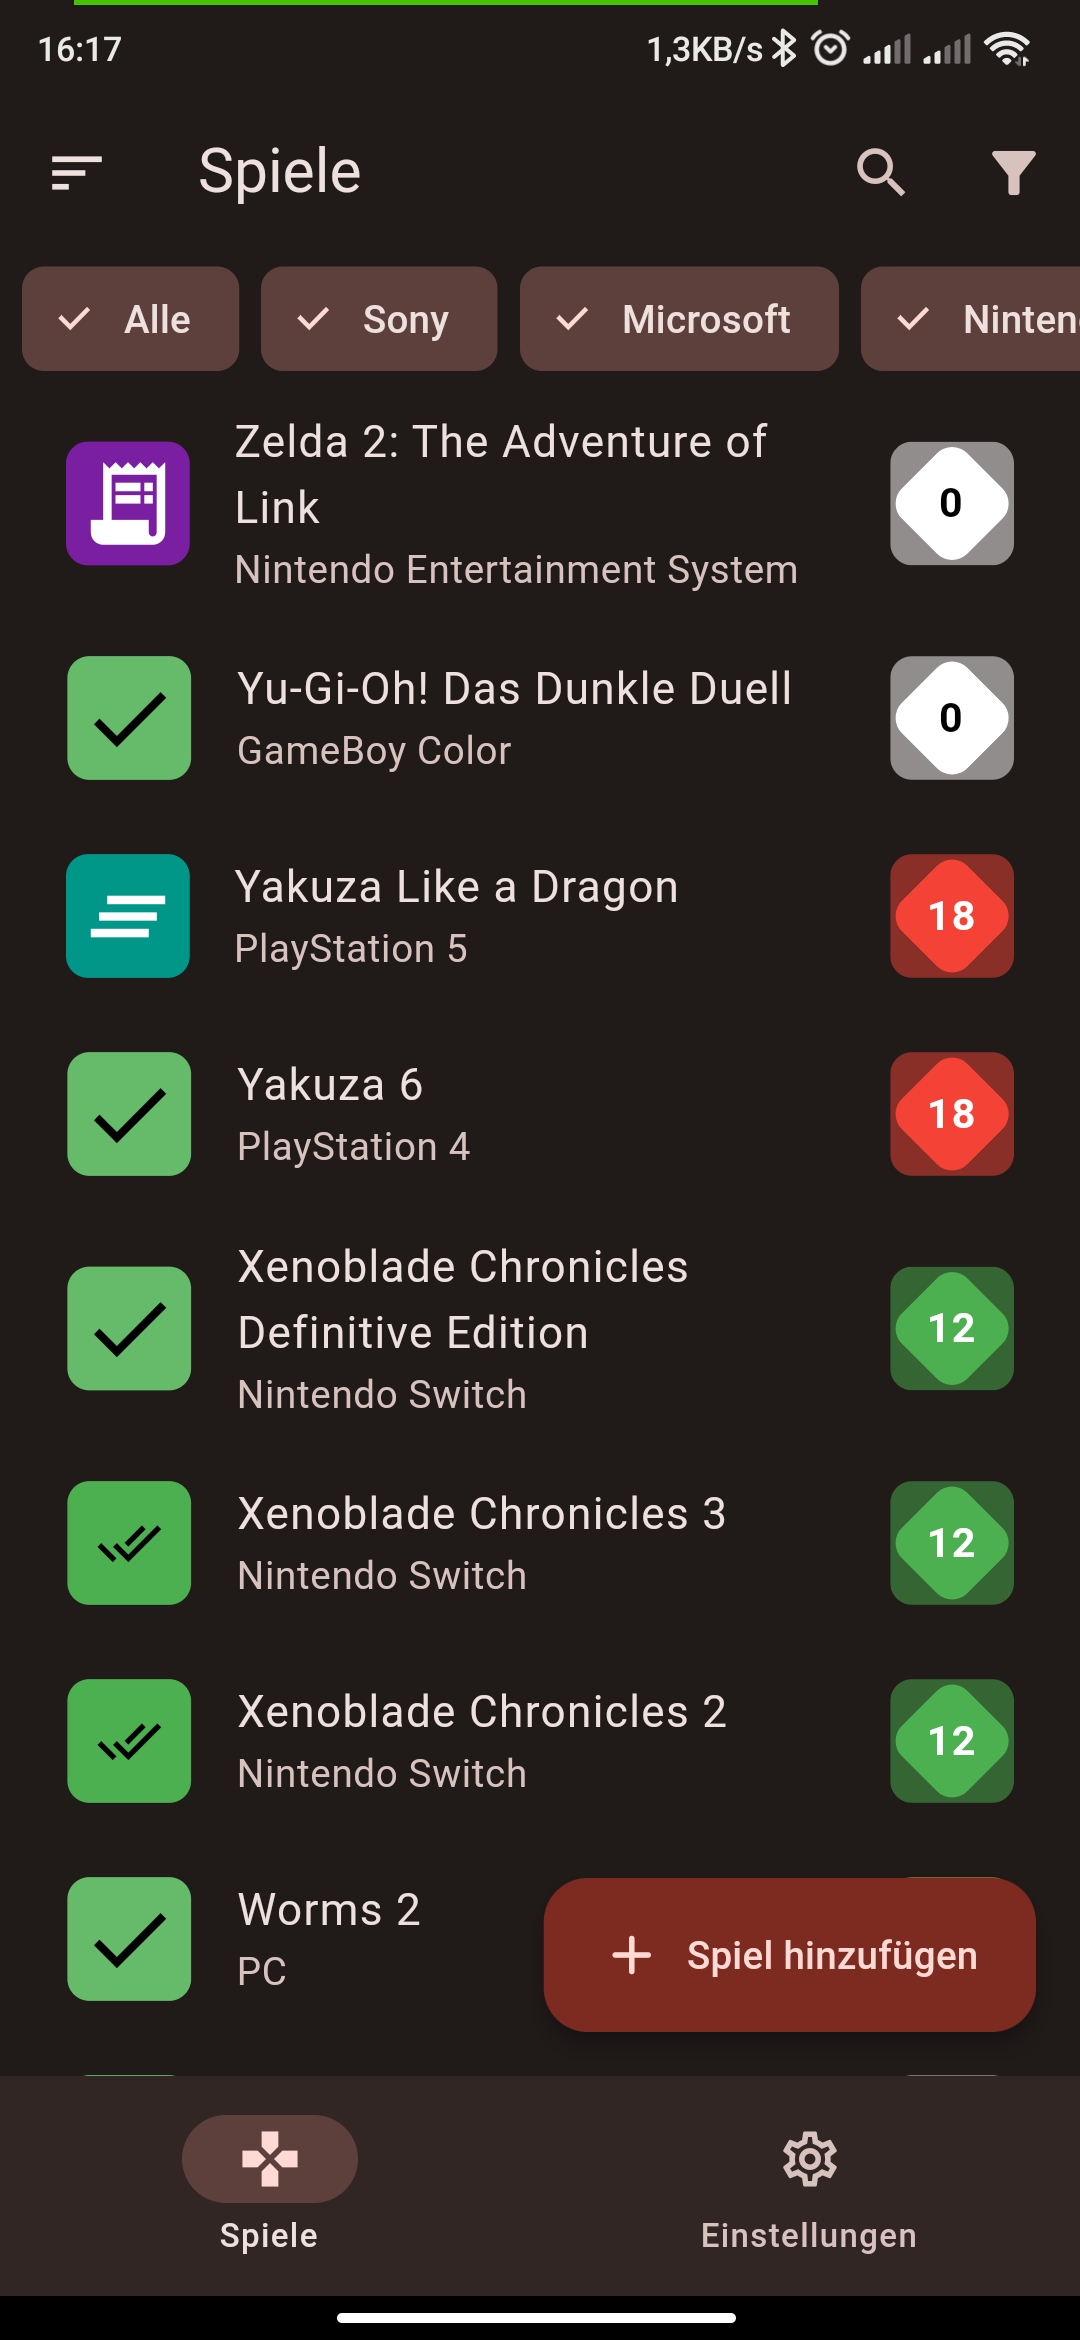 16:17
1,3KB/s
Spiele
Alle
Sony
Microsoft
Ninten
Zelda 2: The Adventure of
Link
Nintendo Entertainment System
0
Yu-Gi-Oh! Das Dunkle Duell
GameBoy Color
0
Yakuza Like a Dragon
PlayStation 5
18
Yakuza 6
PlayStation 4
18
Xenoblade Chronicles
Definitive Edition
Nintendo Switch
12
Xenoblade Chronicles 3
Nintendo Switch
12
Xenoblade Chronicles 2
Nintendo Switch
12
Worms 2
PC
Spiel hinzufügen
Spiele
Einstellungen